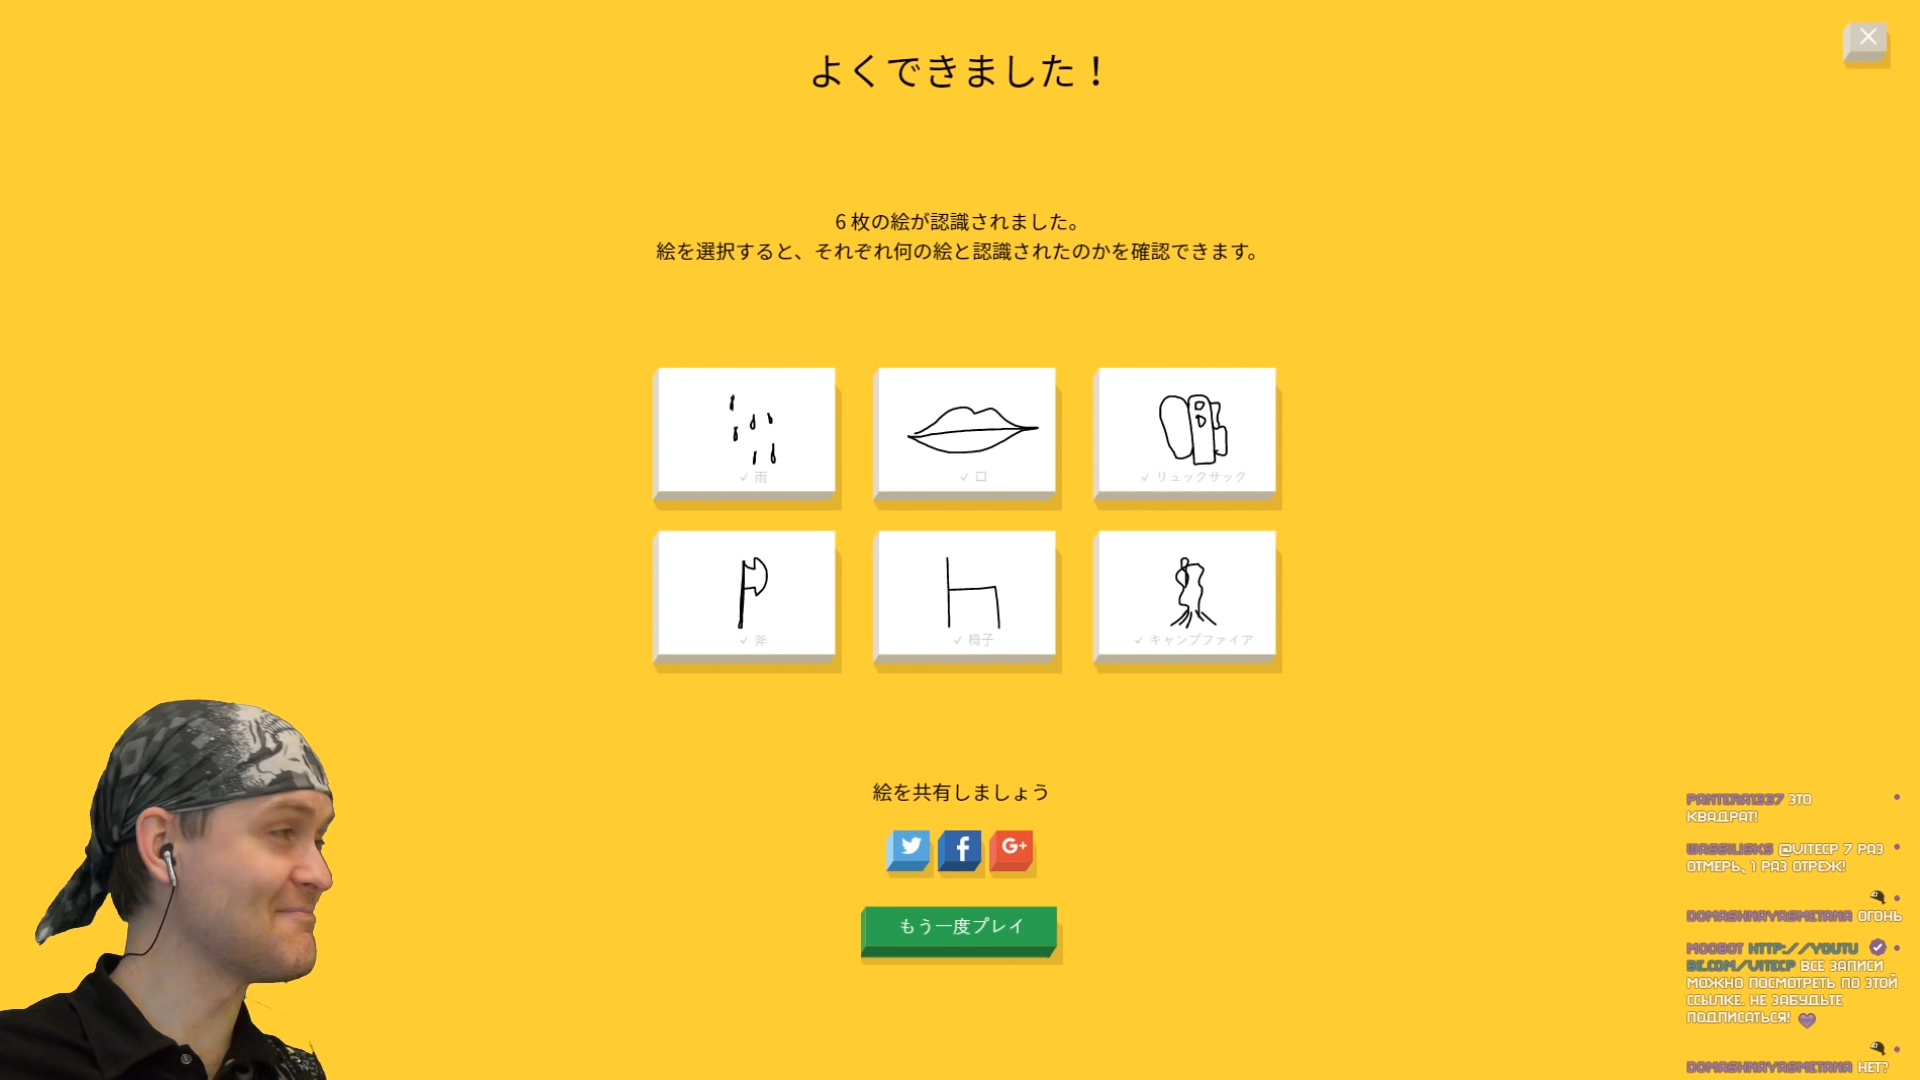 よくできました！
6 枚の絵が認識されました。
絵を選択すると、それぞれ何の絵と認識されたのかを確認できます。
✓ 雨
✓ 口
✓ リュックサック
✓ 斧
✓ 椅子
✓ キャンプファイア
絵を共有しましょう
f
G+
もう一度プレイ
PANTERA1337 ЭТО
КВАДРАТ!
WASSILISKS @VITECP 7 РАЗ
ОТМЕРЬ, 1 РАЗ ОТРЕЖ!
DOMASHNAYASMETANA ОГОНЬ
MOOBOT HTTP://YOUTU
BE.COM/VITECP ВСЕ ЗАПИСИ
МОЖНО ПОСМОТРЕТЬ ПО ЭТОЙ
ССЫЛКЕ. НЕ ЗАБУДЬТЕ
ПОДПИСАТЬСЯ!
DOMASHNAYASMETANA НЕТ?